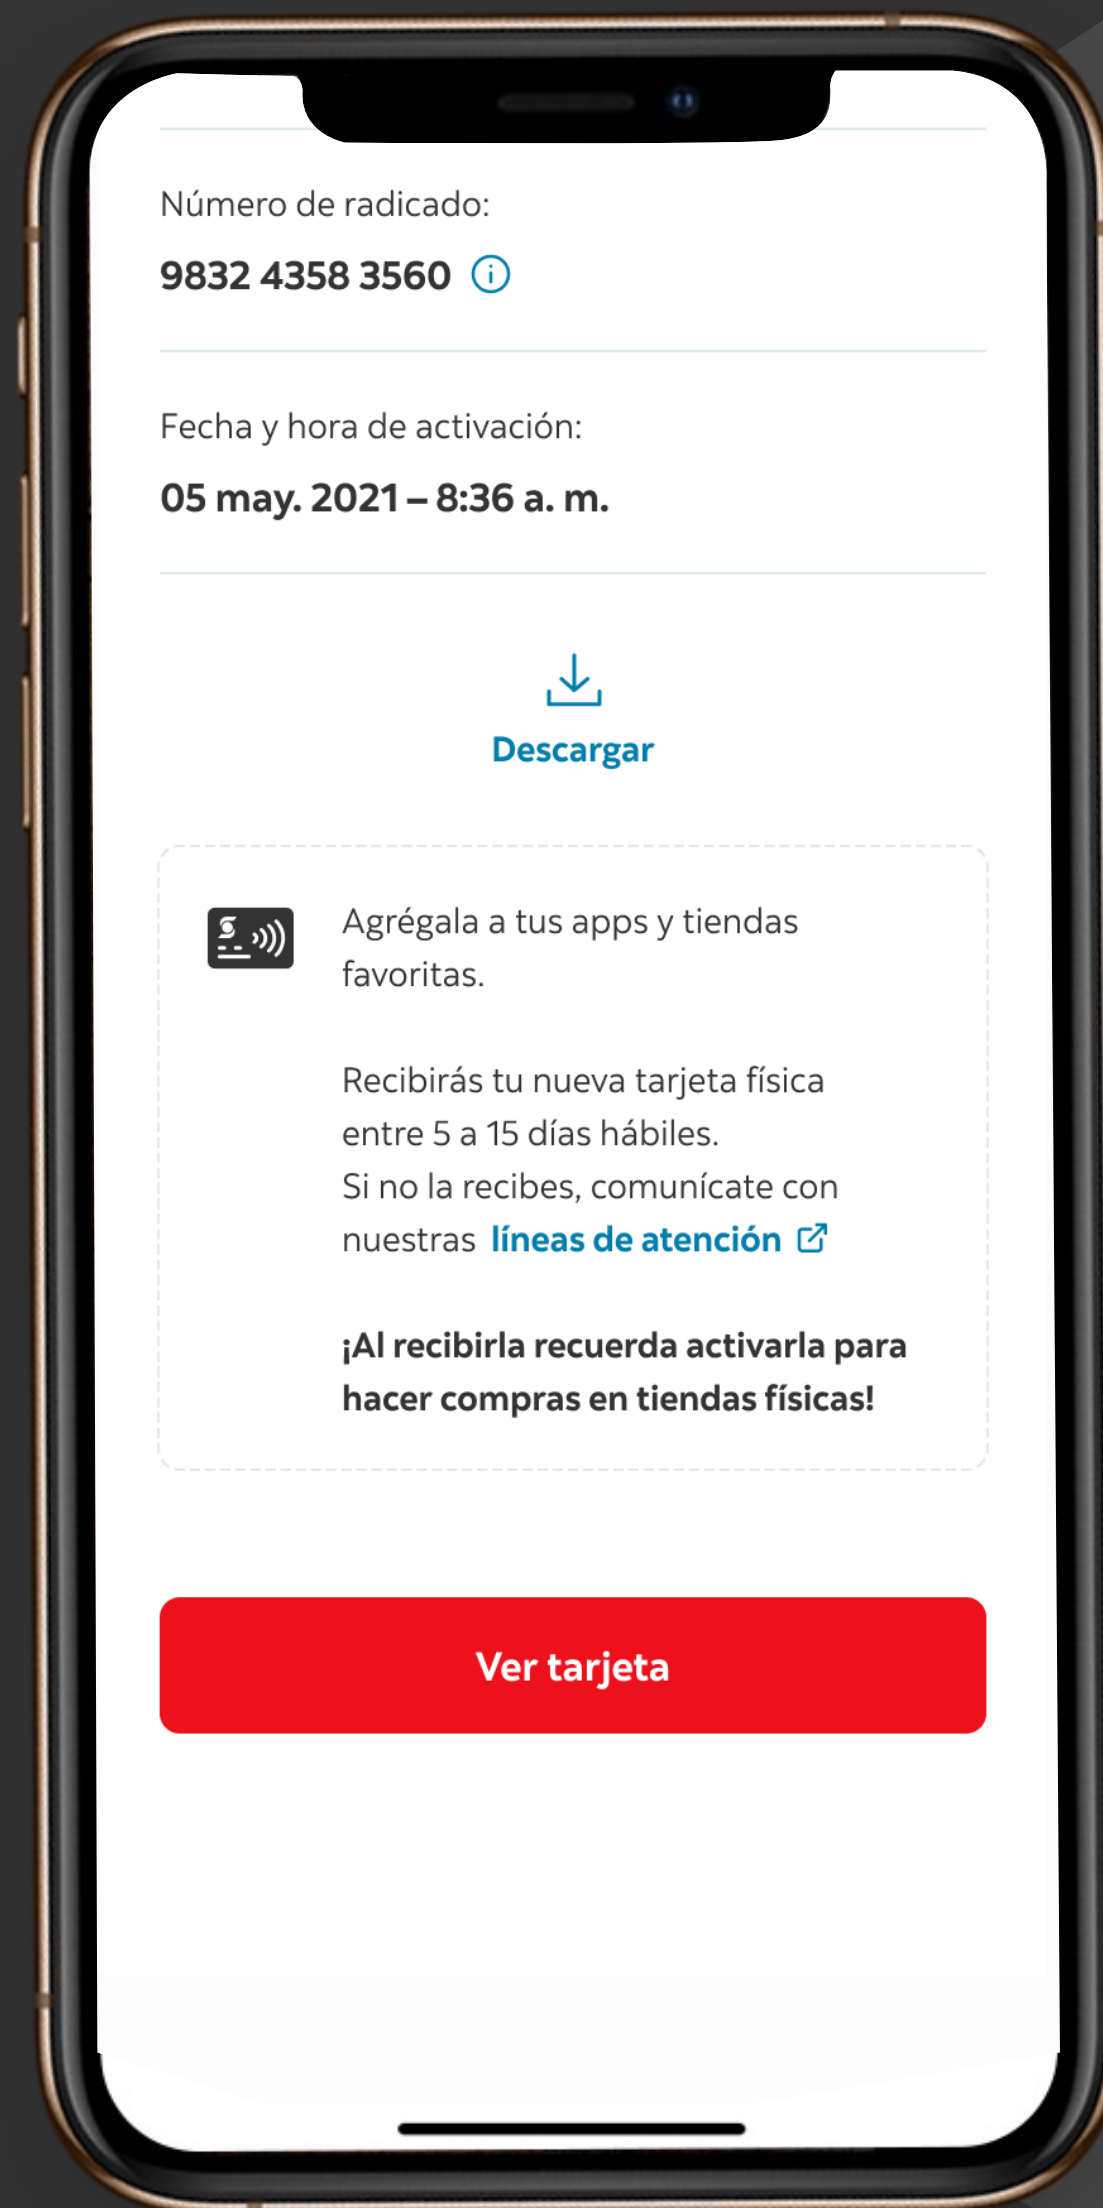 Número de radicado:
9832 4358 3560
Fecha y hora de activación:
05 may. 2021 – 8:36 a. m.
Descargar
Agrégala a tus apps y tiendas
favoritas.
Recibirás tu nueva tarjeta física
entre 5 a 15 días hábiles.
Si no la recibes, comunícate con
nuestras líneas de atención
¡Al recibirla recuerda activarla para
hacer compras en tiendas físicas!
Ver tarjeta